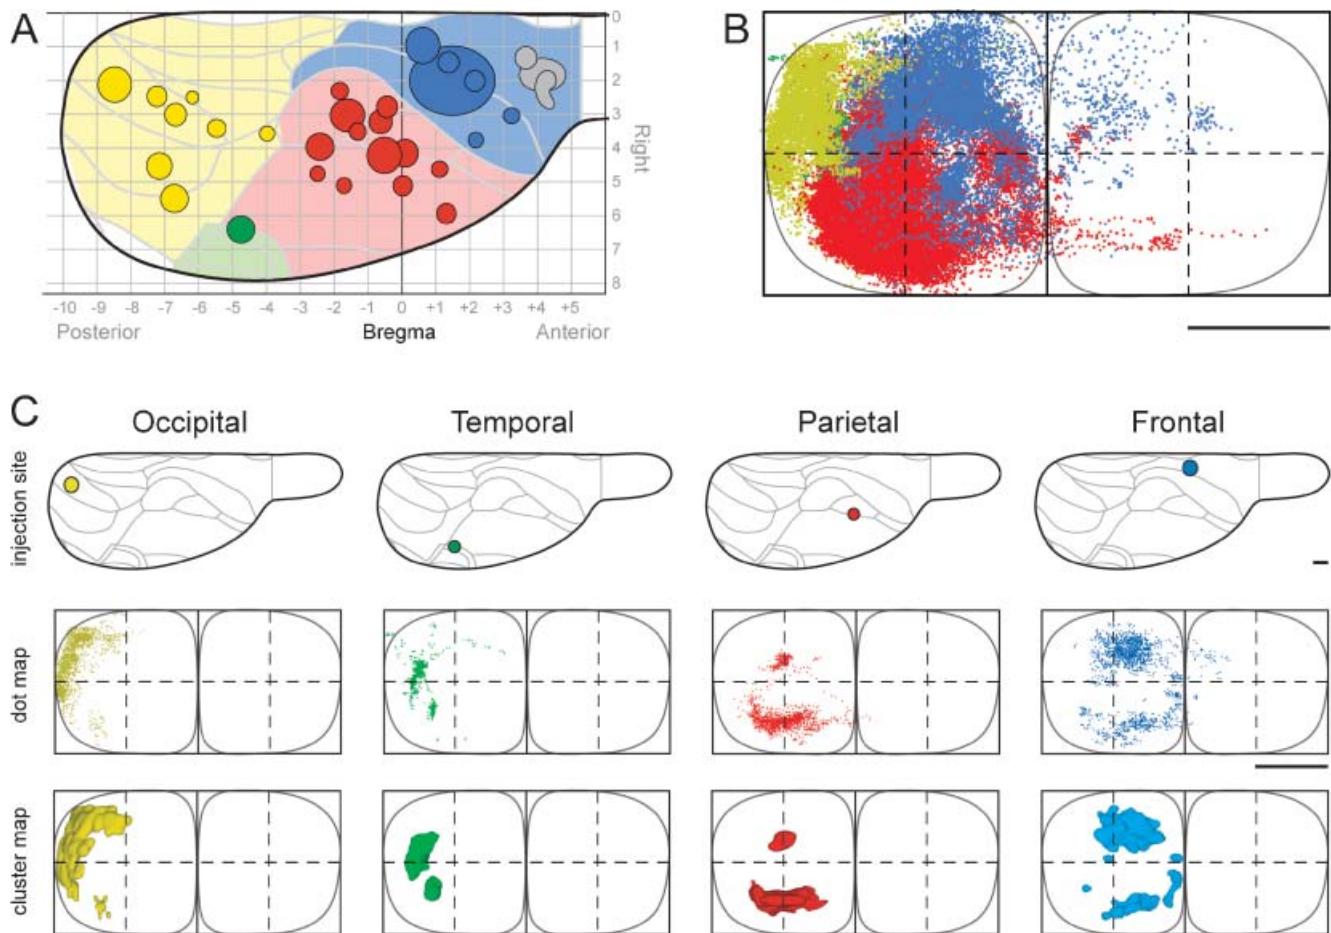 A
B
0
1
2
3
4
5
6
7
8
Right
-10 -9 -8 -7 -6 -5 -4 -3 -2 -1 0 +1 +2 +3 +4 +5
Posterior Bregma Anterior
C
Occipital Temporal Parietal Frontal
injection site
dot map
cluster map